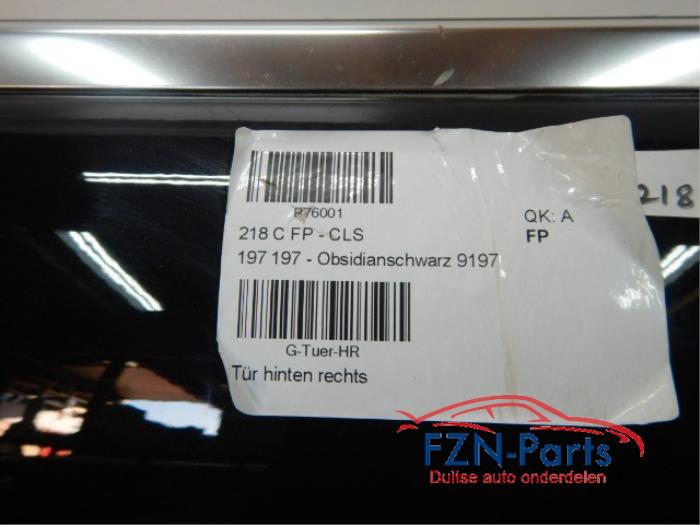 P76001
218 C FP - CLS
197 197 - Obsidianschwarz 9197
QK: A
FP
G-Tuer-HR
Tür hinten rechts
218
FZN-Parts
Duitse auto onderdelen